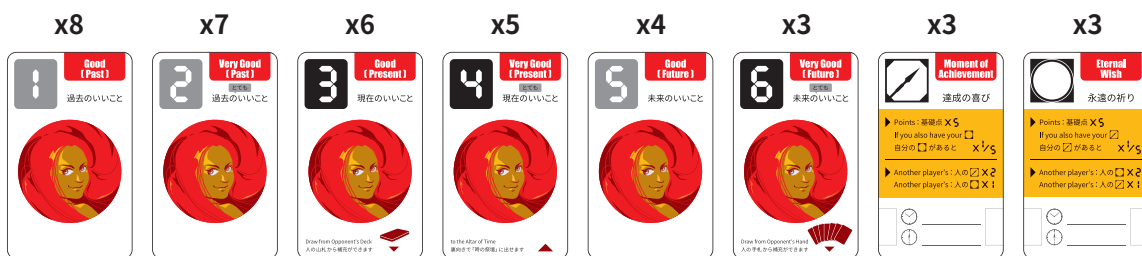 x8
x7
x6
x5
x4
x3
x3
x3
1
Good
(Past)
過去のいいこと
2
Very Good
(Past)
とても
過去のいいこと
3
Good
(Present)
現在のいいこと
Draw from Opponent's Deck
人の山札から補充ができます
4
Very Good
(Present)
とても
現在のいいこと
to the Altar of Time
裏向きで「時の祭壇」に出せます
5
Good
(Future)
未来のいいこと
6
Very Good
(Future)
とても
未来のいいこと
Draw from Opponent's Hand
人の手札から補充ができます
Moment of
Achievement
達成の喜び
Points:基礎点 X5
If you also have your
自分の があると X1/5
Another player's:人の X2
Another player's:人の X1
Eternal
Wish
永遠の祈り
Points:基礎点 X5
If you also have your
自分の があると X1/5
Another player's:人の X2
Another player's:人の X1